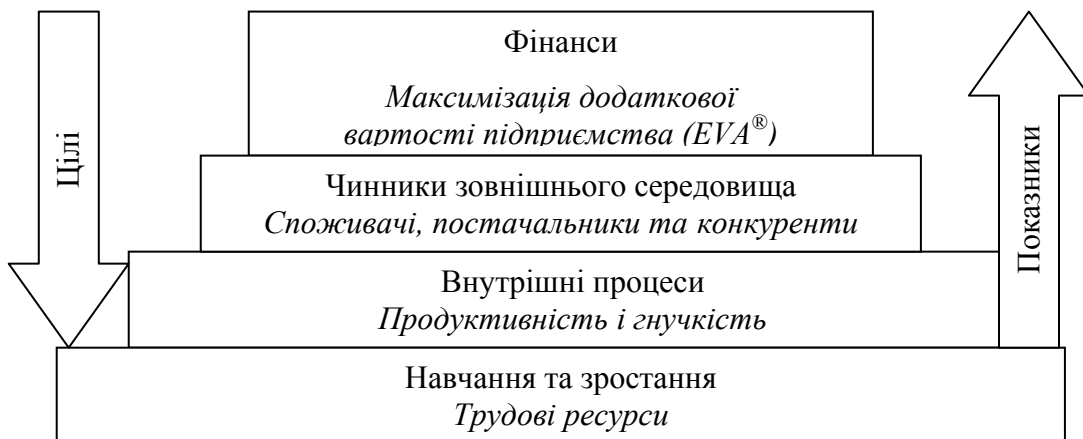 Цілі
Фінанси
Максимізація додаткової
вартості підприємства (EVA®)
Чинники зовнішнього середовища
Споживачі, постачальники та конкуренти
Внутрішні процеси
Продуктивність і гнучкість
Навчання та зростання
Трудові ресурси
Показники